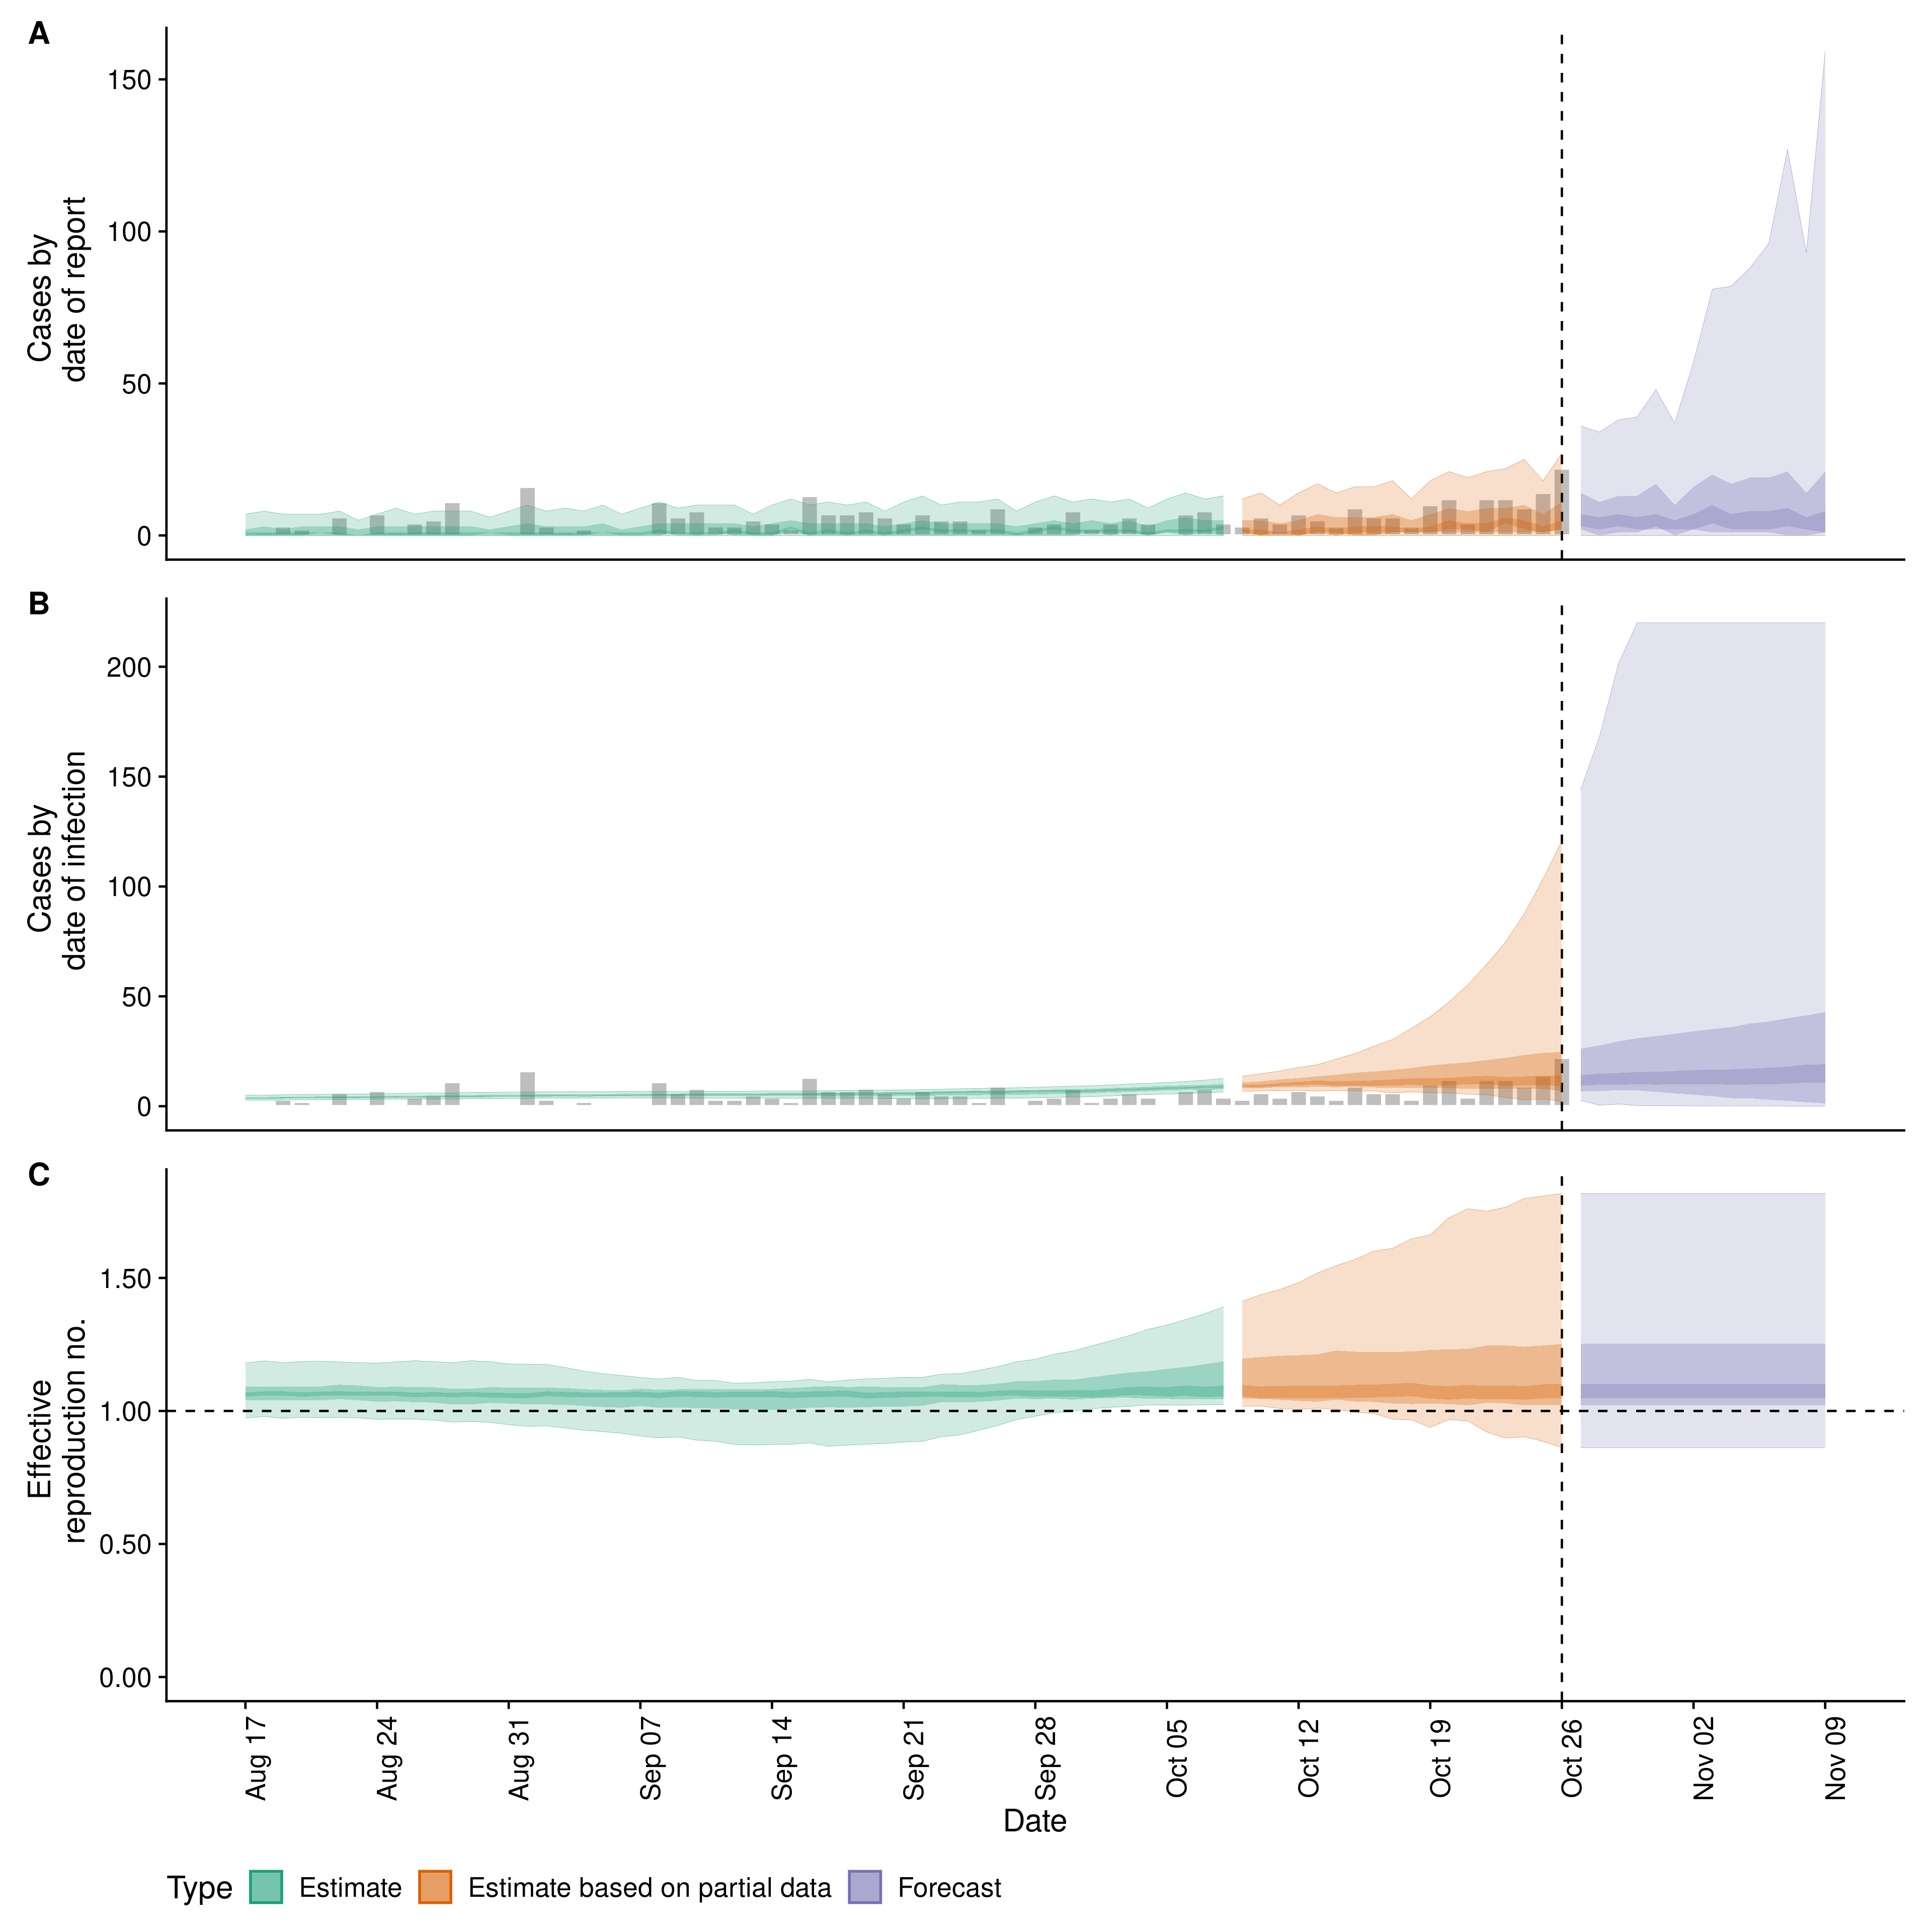 A
Cases by
date of report
150
100
50
0
B
Cases by
date of infection
200
150
100
50
0
C
Effective
reproduction no.
1.50
1.00
0.50
0.00
Aug 17
Aug 24
Aug 31
Sep 07
Sep 14
Sep 21
Sep 28
Oct 05
Oct 12
Oct 19
Oct 26
Nov 02
Nov 09
Date
Type Estimate Estimate based on partial data Forecast